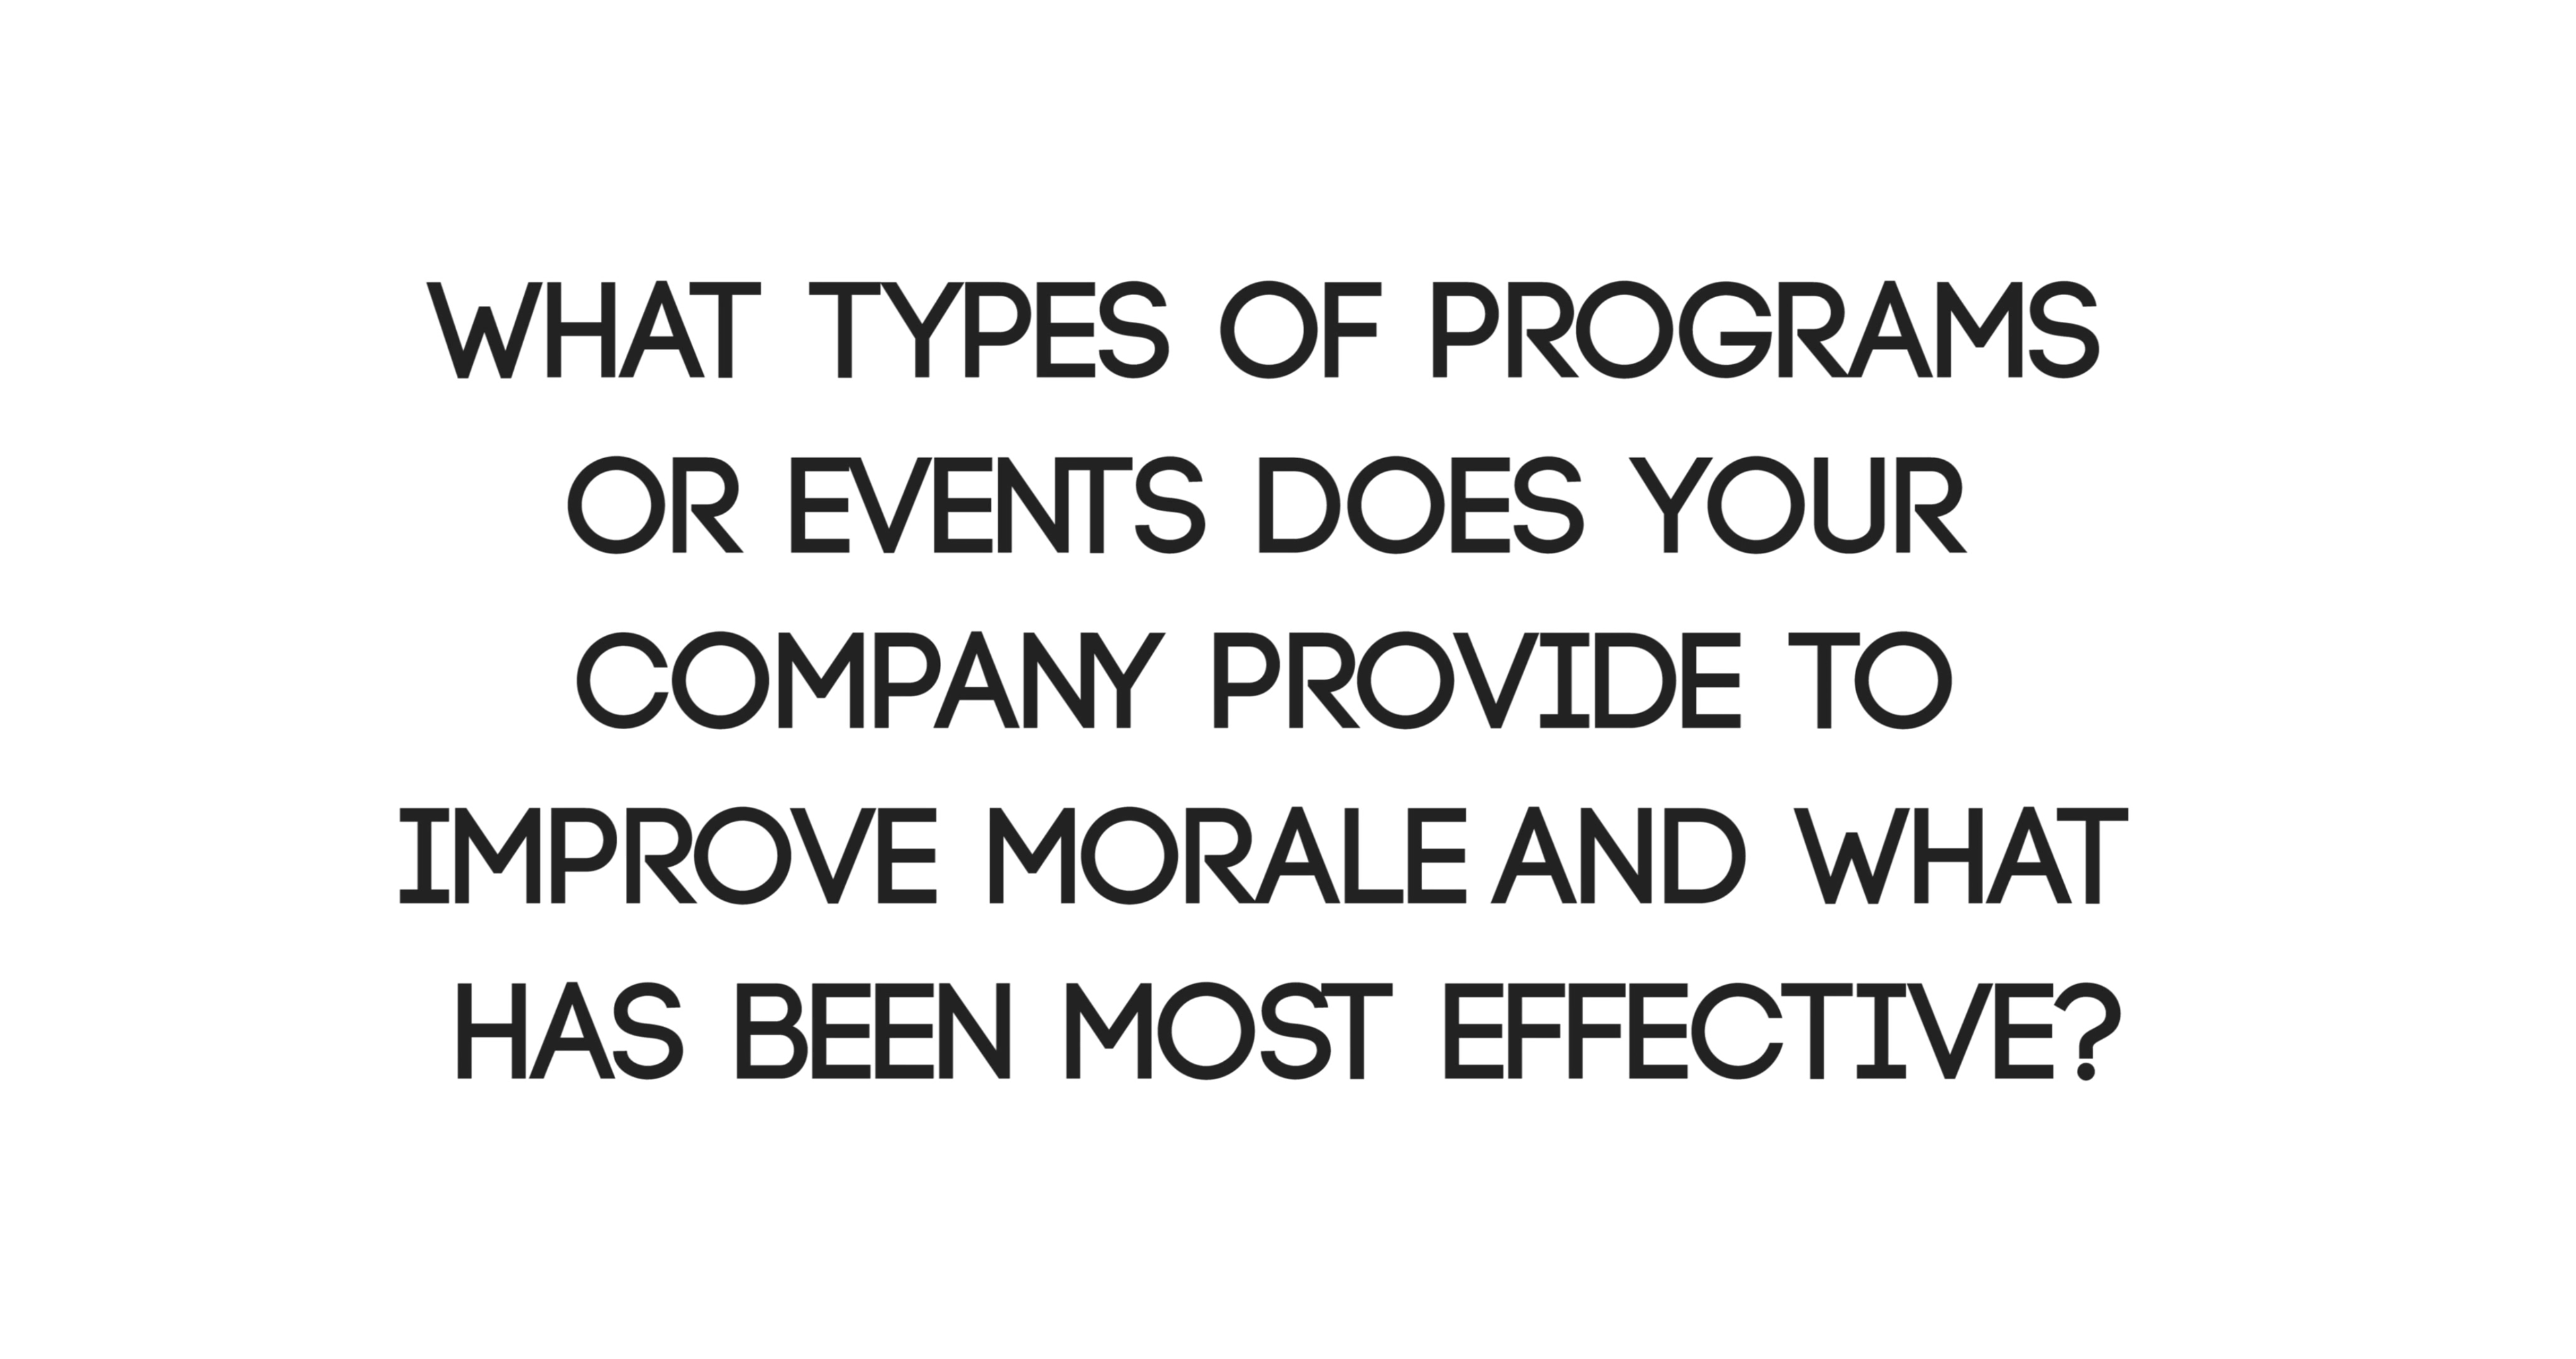 WHAT TYPES OF PROGRAMS
OR EVENTS DOES YOUR
COMPANY PROVIDE TO
IMPROVE MORALE AND WHAT
HAS BEEN MOST EFFECTIVE?